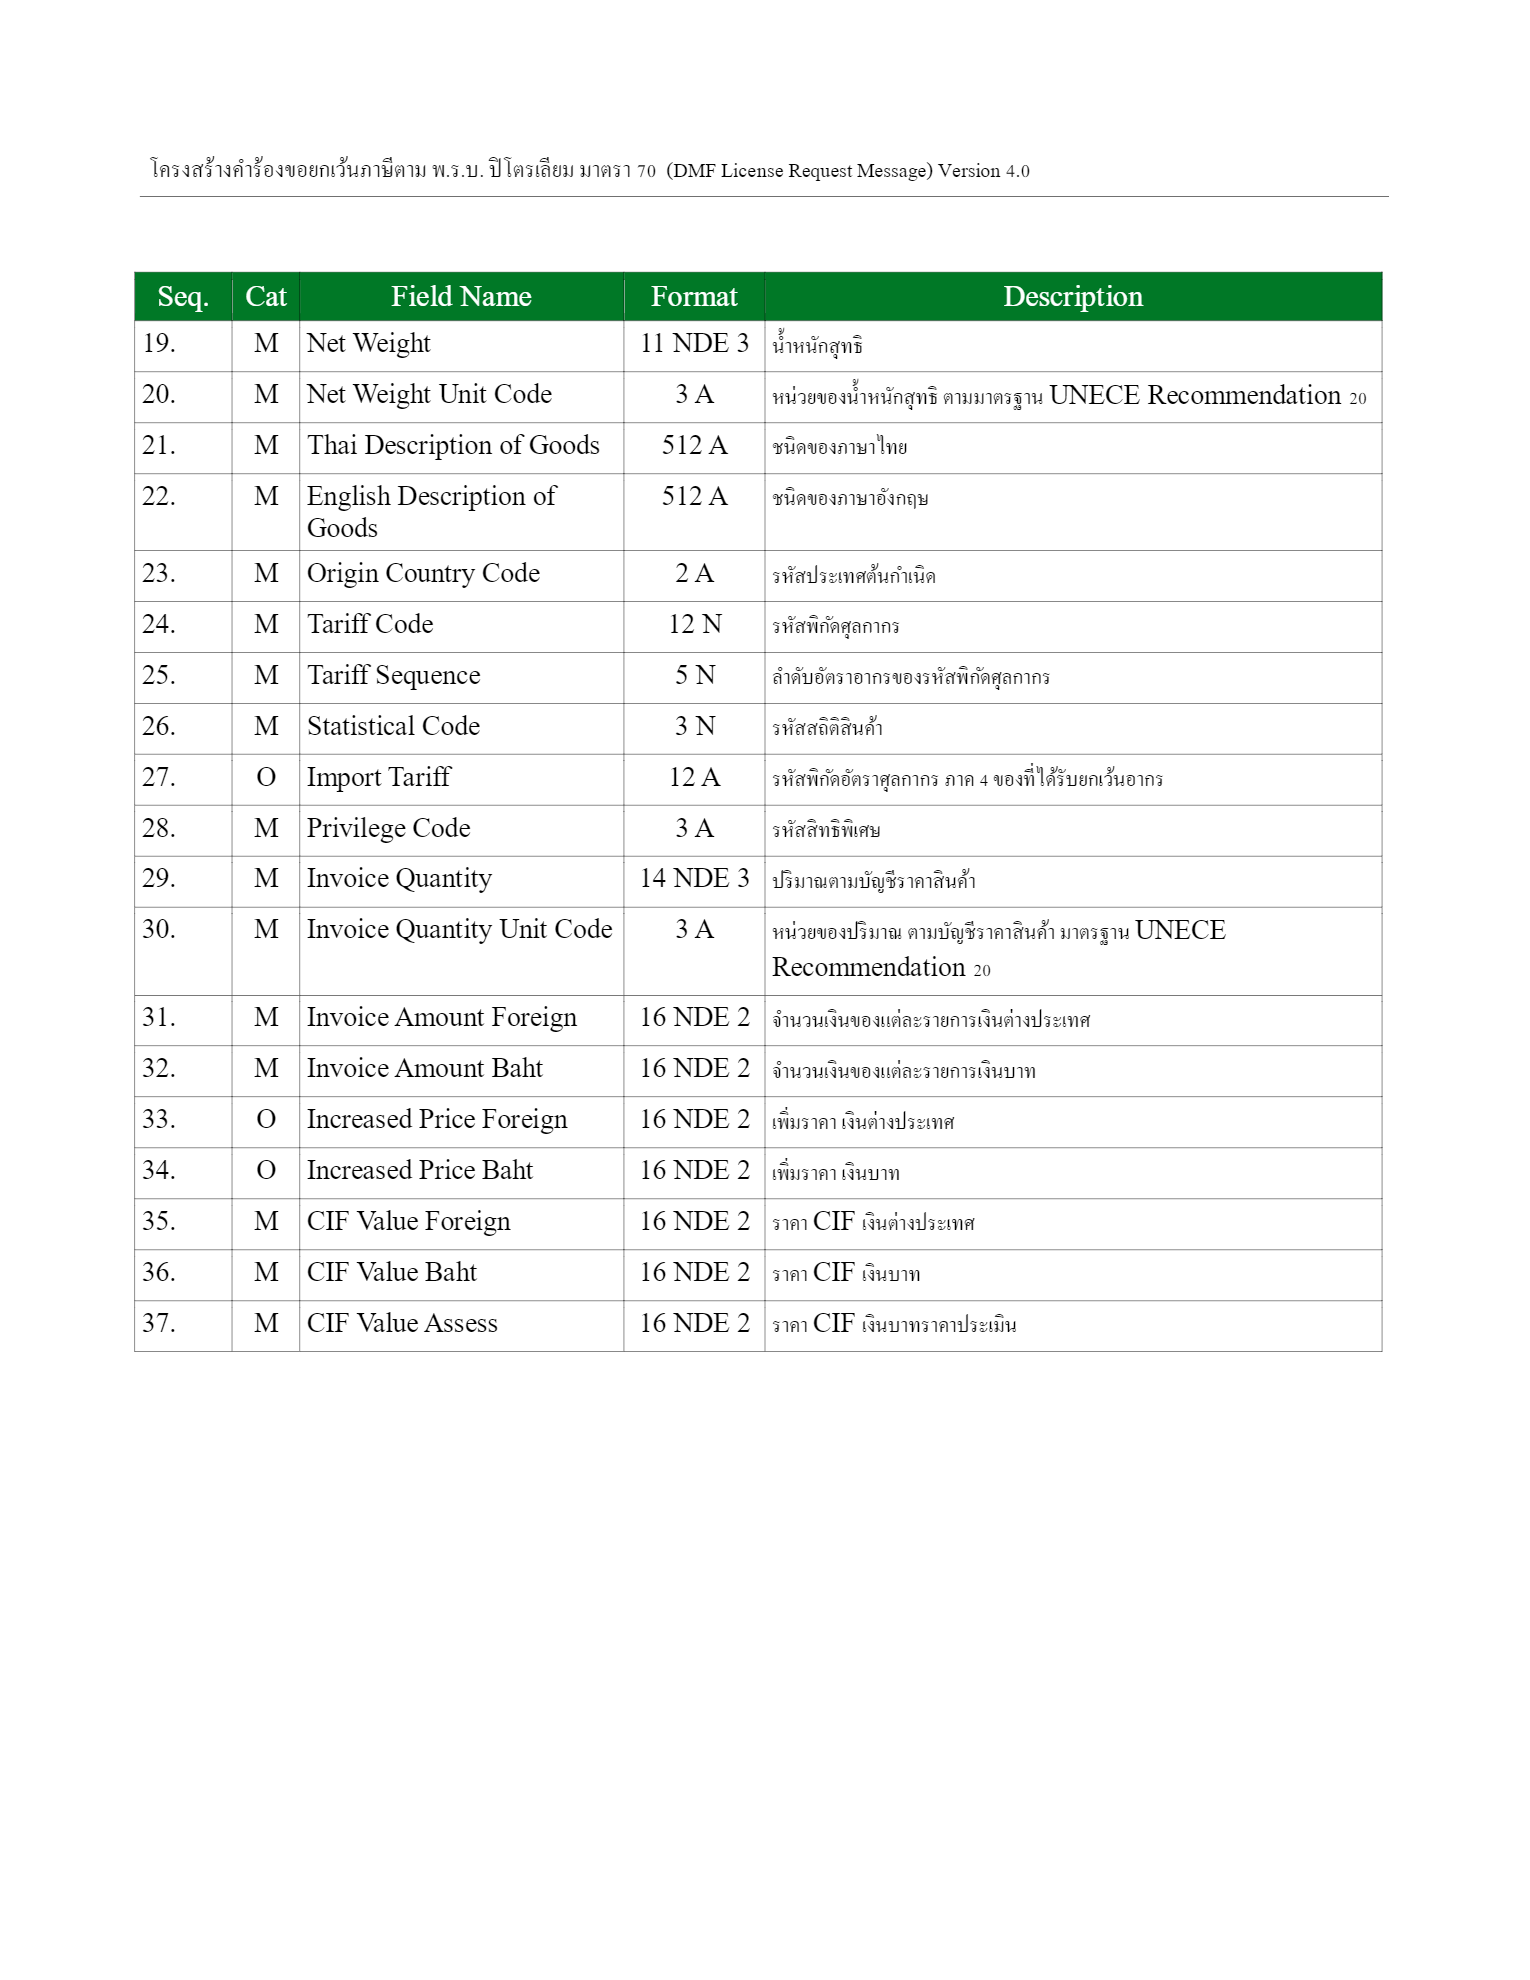 โครงสร้างคำร้องขอยกเว้นภาษีตาม พ.ร.บ. ปิโตรเลียม มาตรา 70 (DMF License Request Message) Version 4.0
Seq. Cat Field Name Format Description
19. M Net Weight 11 NDE 3 น้ำหนักสุทธิ
20. M Net Weight Unit Code 3 A หน่วยของน้ำหนักสุทธิ ตามมาตรฐาน UNECE Recommendation 20
21. M Thai Description of Goods 512 A ชนิดของภาษาไทย
22. M English Description of 512 A ชนิดของภาษาอังกฤษ
Goods
23. M Origin Country Code 2 A รหัสประเทศต้นกำเนิด
24. M Tariff Code 12 N รหัสพิกัดศุลกากร
25. M Tariff Sequence 5 N ลำดับอัตราอากรของรหัสพิกัดศุลกากร
26. M Statistical Code 3 N รหัสสถิติสินค้า
27. O Import Tariff 12 A รหัสพิกัดอัตราศุลกากร ภาค 4 ของที่ได้รับยกเว้นอากร
28. M Privilege Code 3 A รหัสสิทธิพิเศษ
29. M Invoice Quantity 14 NDE 3 ปริมาณตามบัญชีราคาสินค้า
30. M Invoice Quantity Unit Code 3 A หน่วยของปริมาณ ตามบัญชีราคาสินค้า มาตรฐาน UNECE
Recommendation 20
31. M Invoice Amount Foreign 16 NDE 2 จำนวนเงินของแต่ละรายการเงินต่างประเทศ
32. M Invoice Amount Baht 16 NDE 2 จำนวนเงินของแต่ละรายการเงินบาท
33. O Increased Price Foreign 16 NDE 2 เพิ่มราคา เงินต่างประเทศ
34. O Increased Price Baht 16 NDE 2 เพิ่มราคา เงินบาท
35. M CIF Value Foreign 16 NDE 2 ราคา CIF เงินต่างประเทศ
36. M CIF Value Baht 16 NDE 2 ราคา CIF เงินบาท
37. M CIF Value Assess 16 NDE 2 ราคา CIF เงินบาทราคาประเมิน